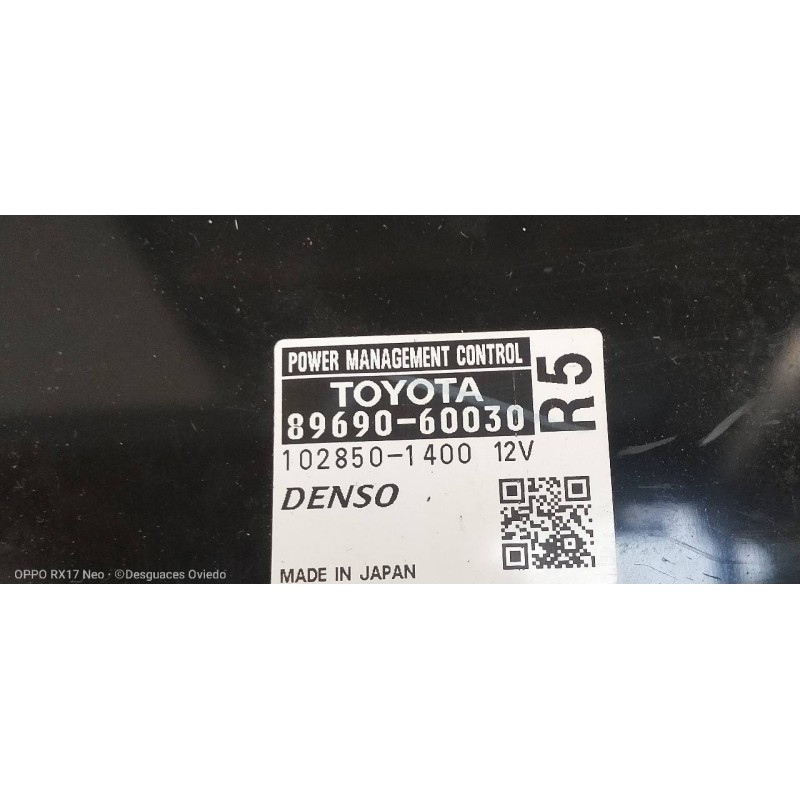 POWER MANAGEMENT CONTROL
TOYOTA
89690-60030
R5
102850-1400 12V
DENSO
MADE IN JAPAN
OPPO RX17 Neo · ©Desguaces Oviedo